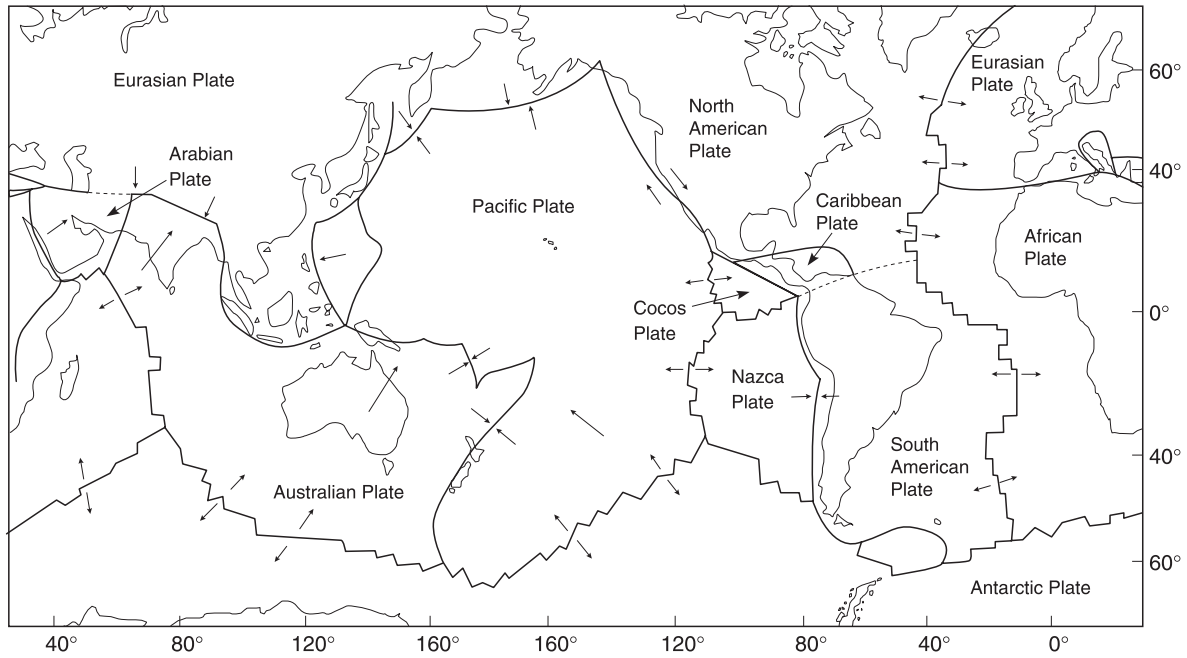 Eurasian Plate
Arabian
Plate
Pacific Plate
North
American
Plate
Eurasian
Plate
Caribbean
Plate
African
Plate
Cocos
Plate
Nazca
Plate
South
American
Plate
Australian Plate
Antarctic Plate
60°
40°
0°
40°
60°
40°
80°
120°
160°
160°
120°
80°
40°
0°